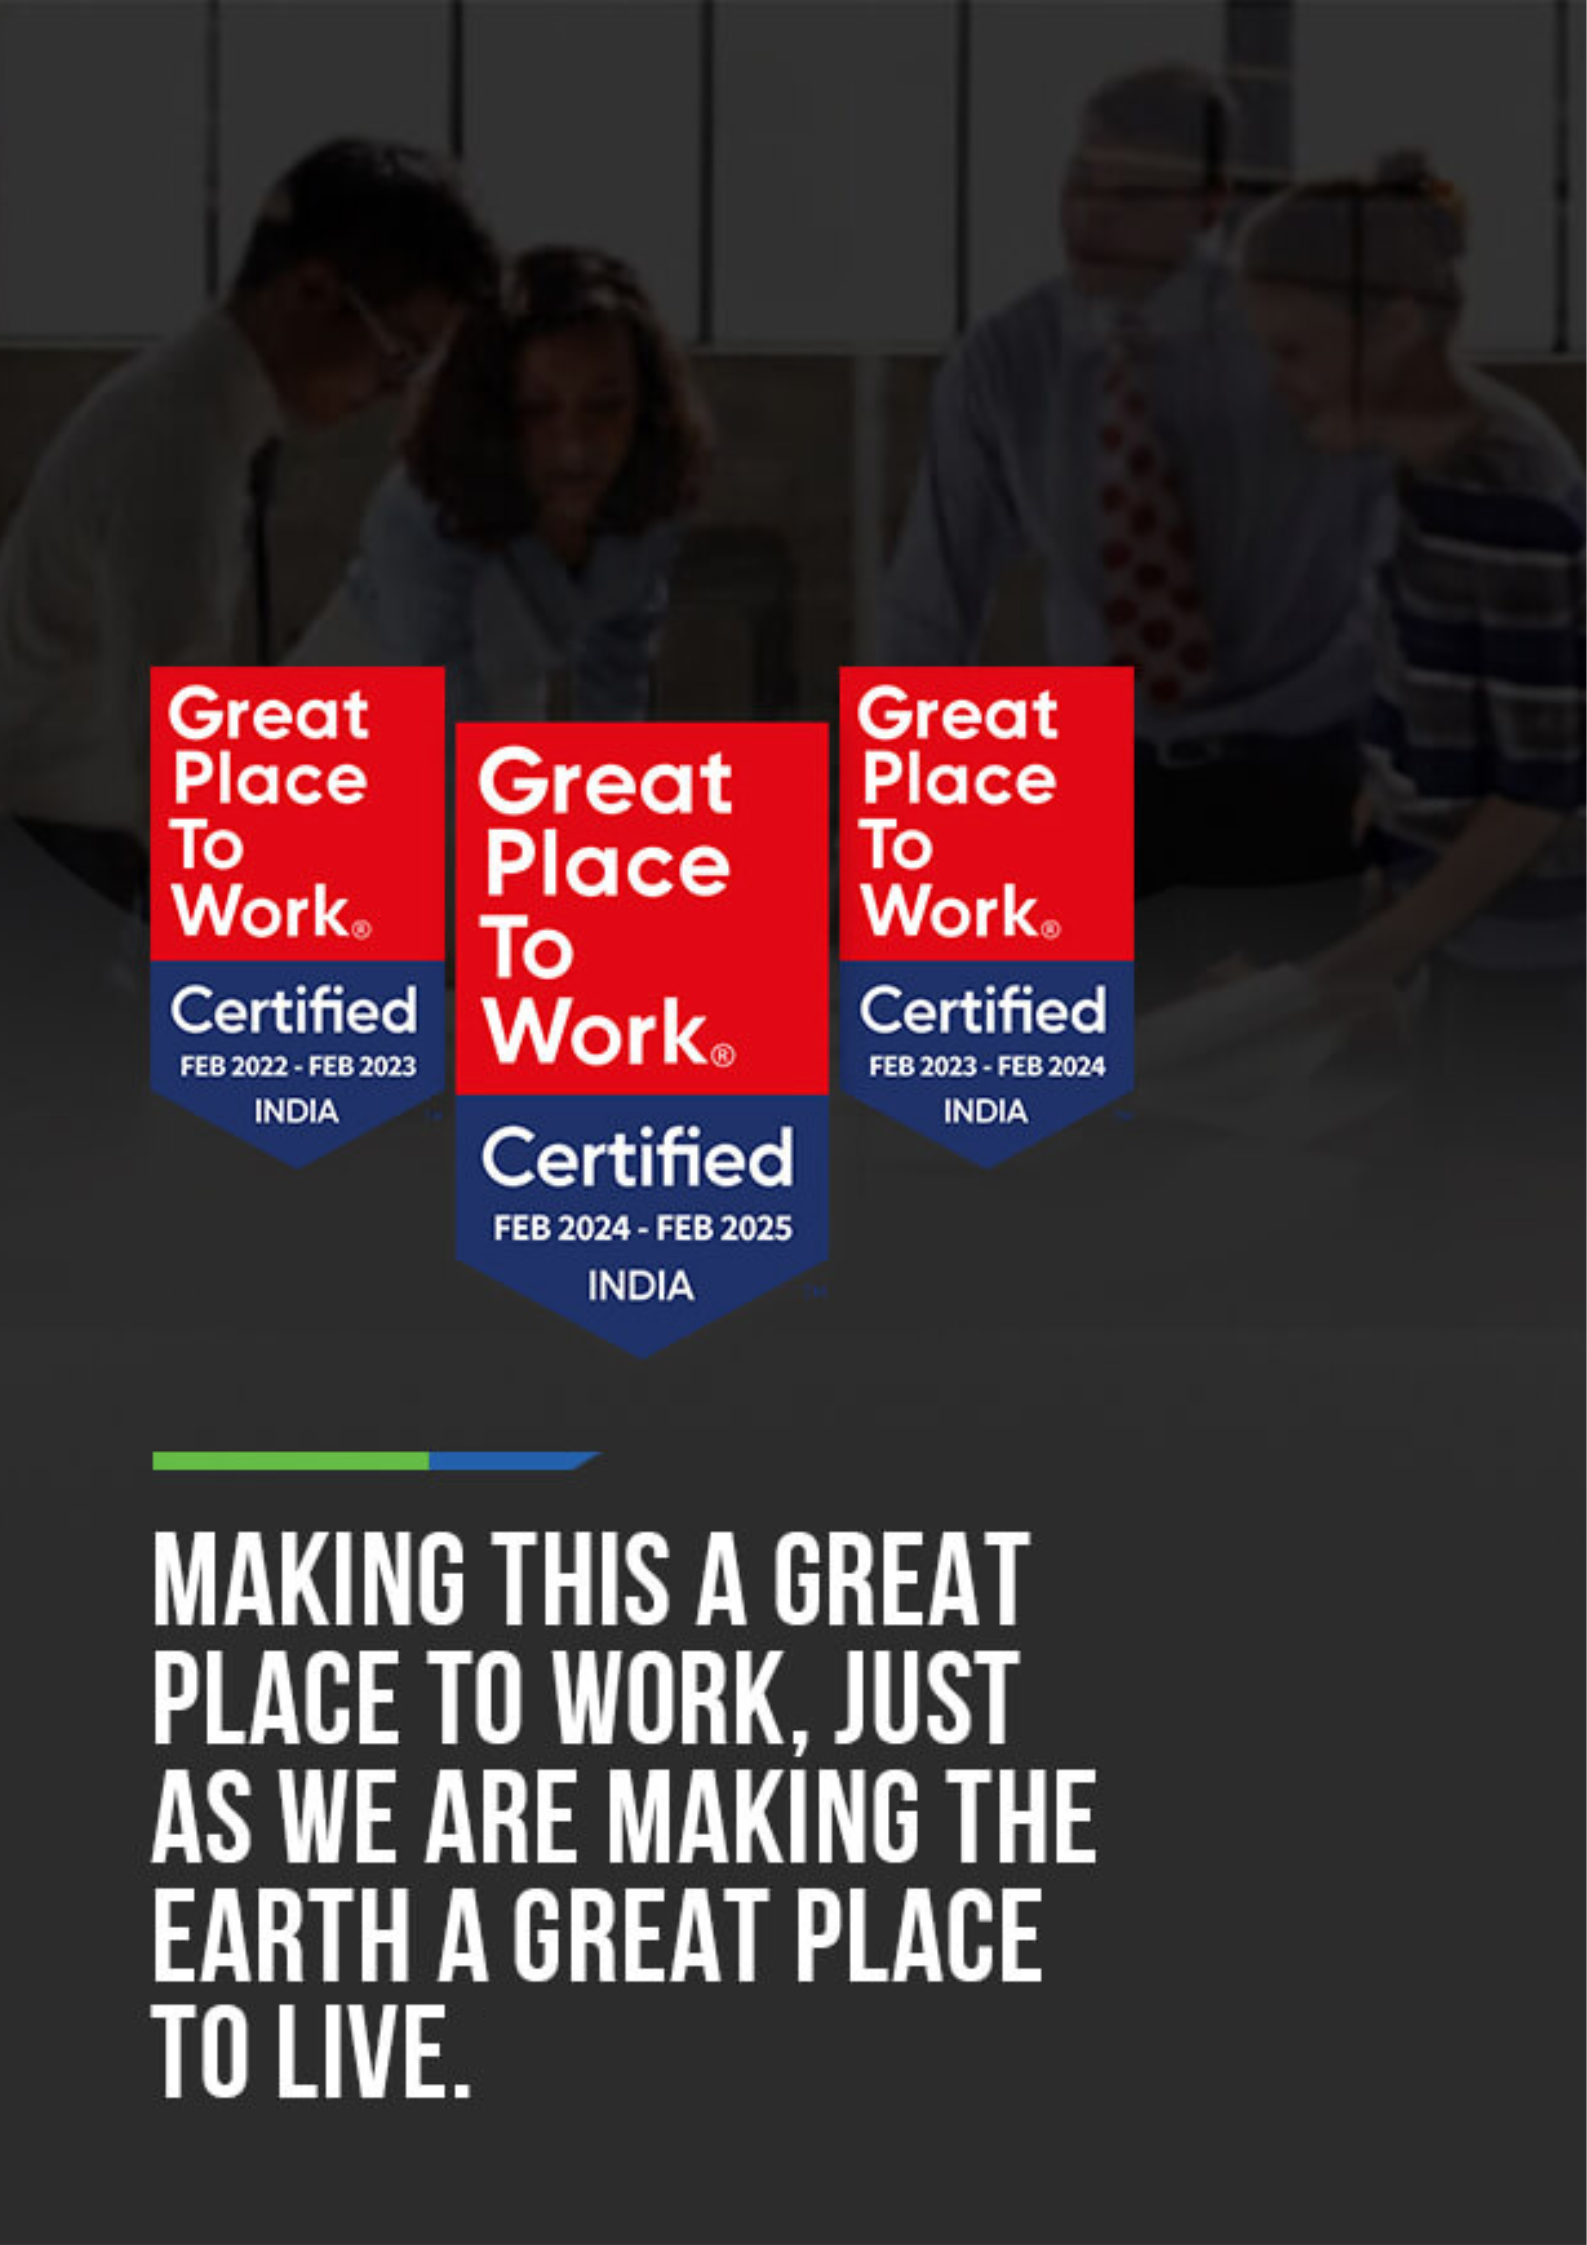 Great
Place
To
Work®
Certified
FEB 2022 - FEB 2023
INDIA
Great
Place
To
Work®
Certified
FEB 2024 - FEB 2025
INDIA
Great
Place
To
Work®
Certified
FEB 2023 - FEB 2024
INDIA
MAKING THIS A GREAT
PLACE TO WORK, JUST
AS WE ARE MAKING THE
EARTH A GREAT PLACE
TO LIVE.